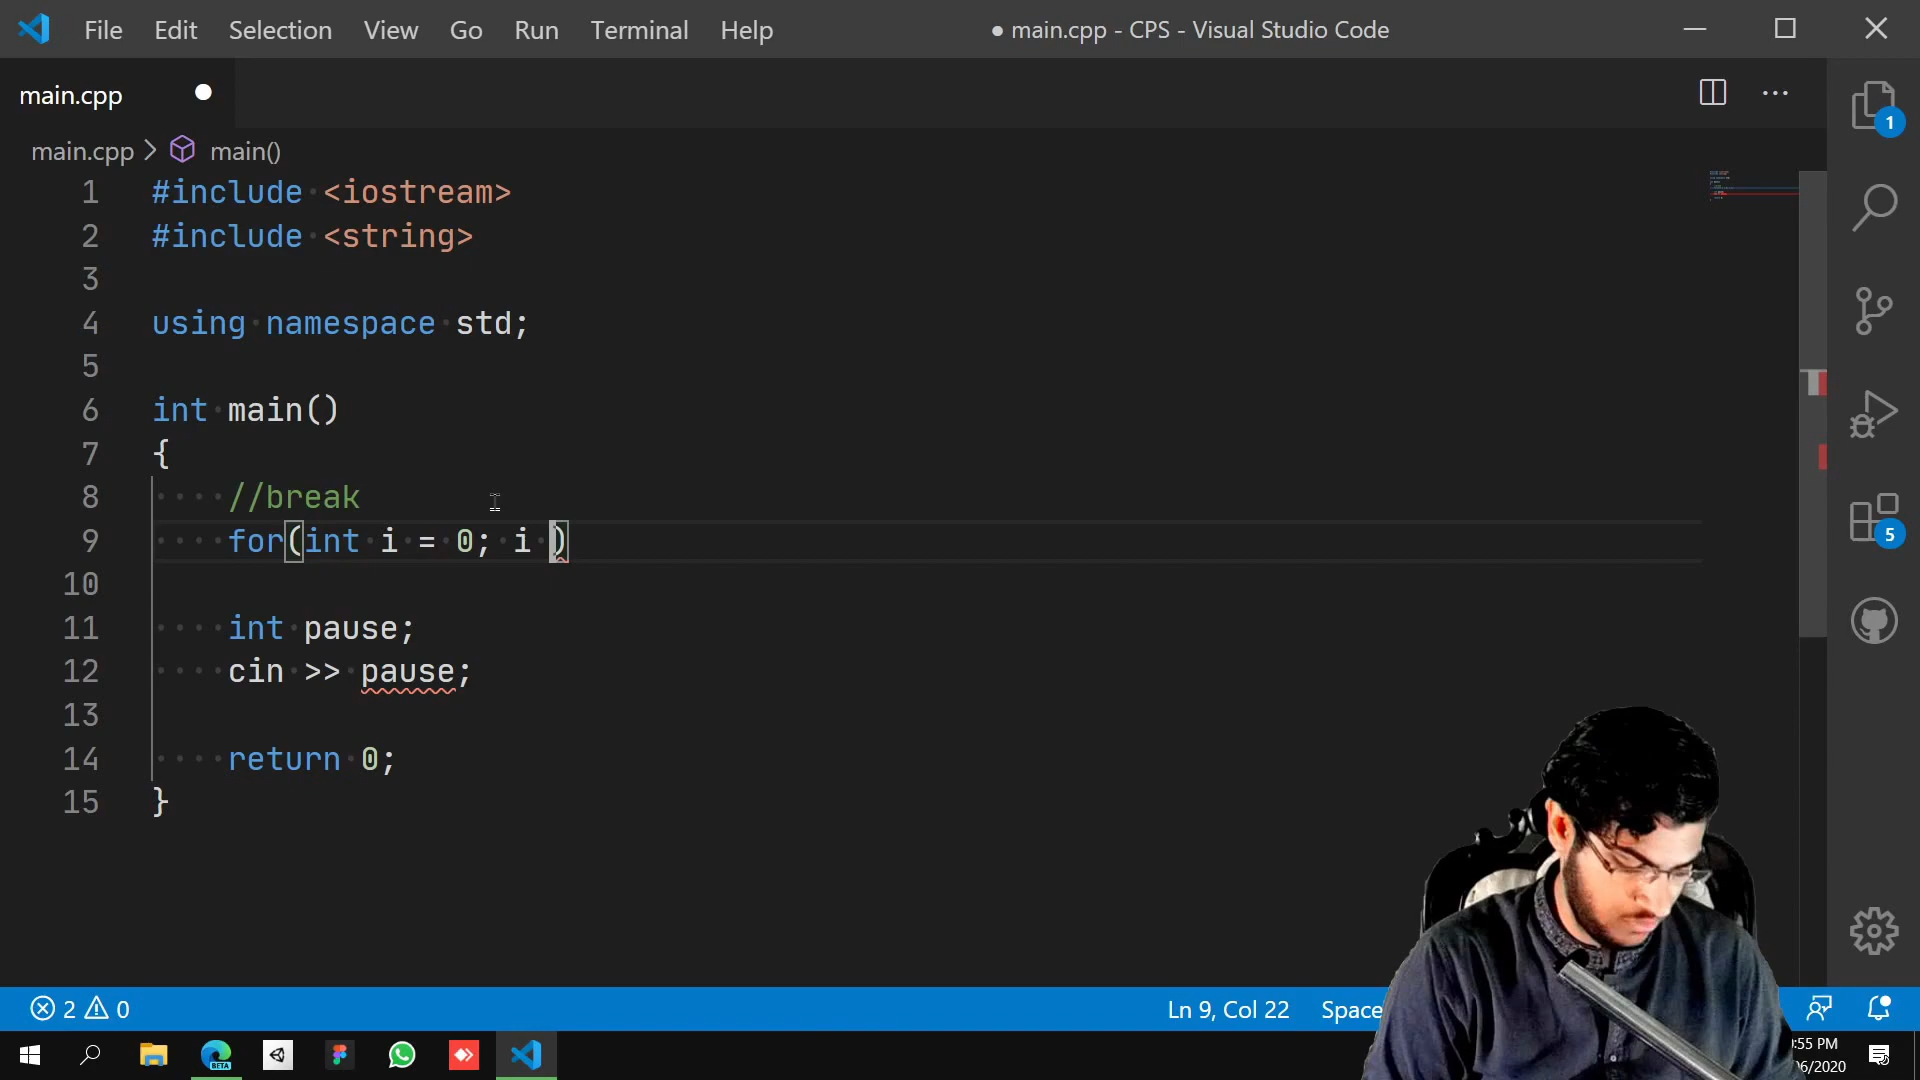 File Edit Selection View Go Run Terminal Help
● main.cpp - CPS - Visual Studio Code
main.cpp
main.cpp > main()
1 #include <iostream>
2 #include <string>
3
4 using namespace std;
5
6 int main()
7 {
8 //break
9 for(int i = 0; i )
10
11 int pause;
12 cin >> pause;
13
14 return 0;
15 }
1
5
2 0
Ln 9, Col 22
BETA
:55 PM